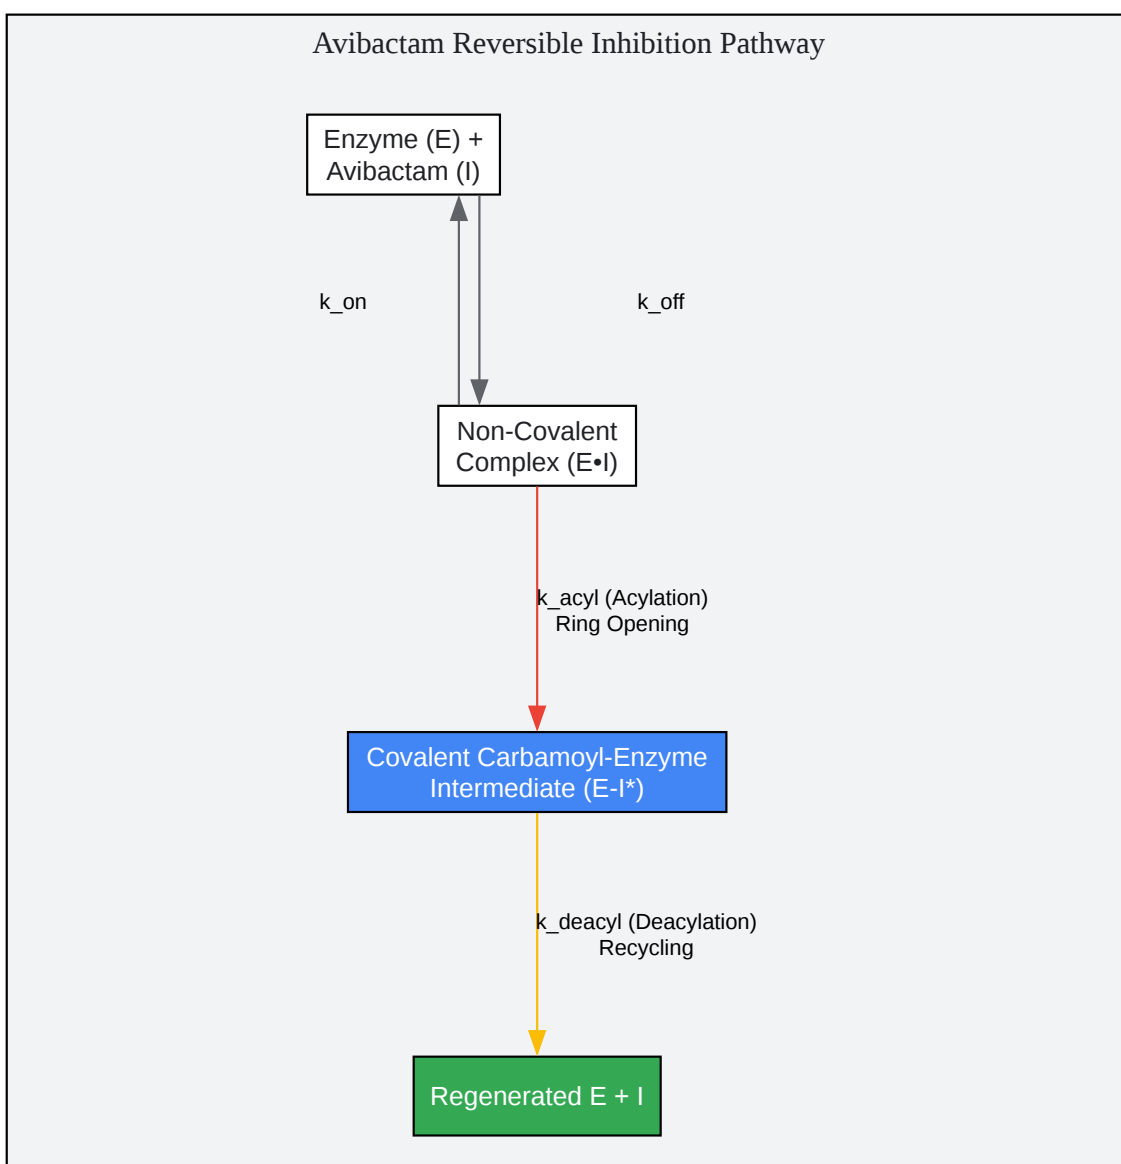 Avibactam Reversible Inhibition Pathway
Enzyme (E) +
Avibactam (I)
k_on
k_off
Non-Covalent
Complex (E•I)
k_acyl (Acylation)
Ring Opening
Covalent Carbamoyl-Enzyme
Intermediate (E-I*)
k_deacyl (Deacylation)
Recycling
Regenerated E + I